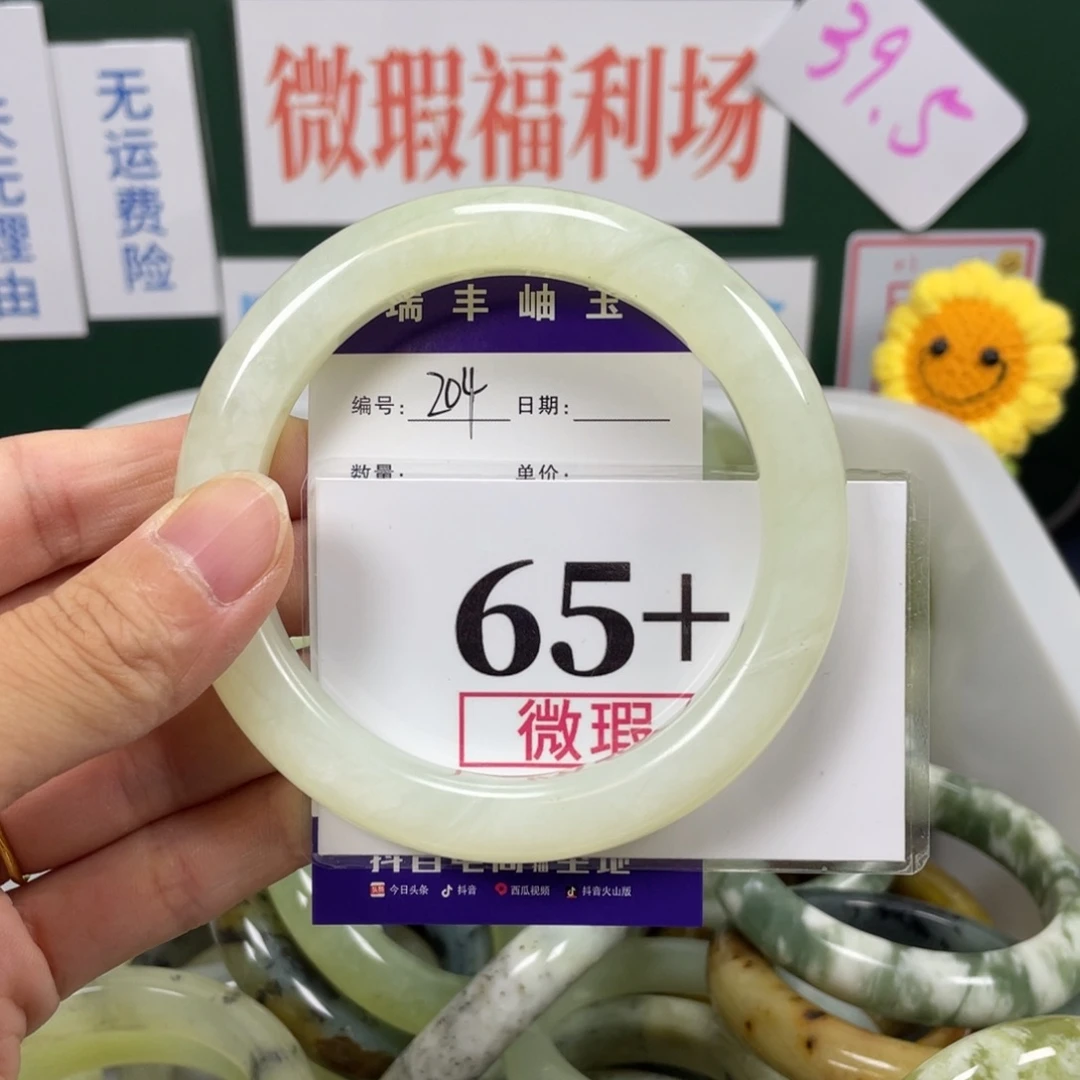 微瑕福利场
39.5
无运费险
理由
瑞丰岫玉
编号: 204 日期:
数量: 单价:
65+
微瑕
今日头条 抖音 西瓜视频 抖音火山版